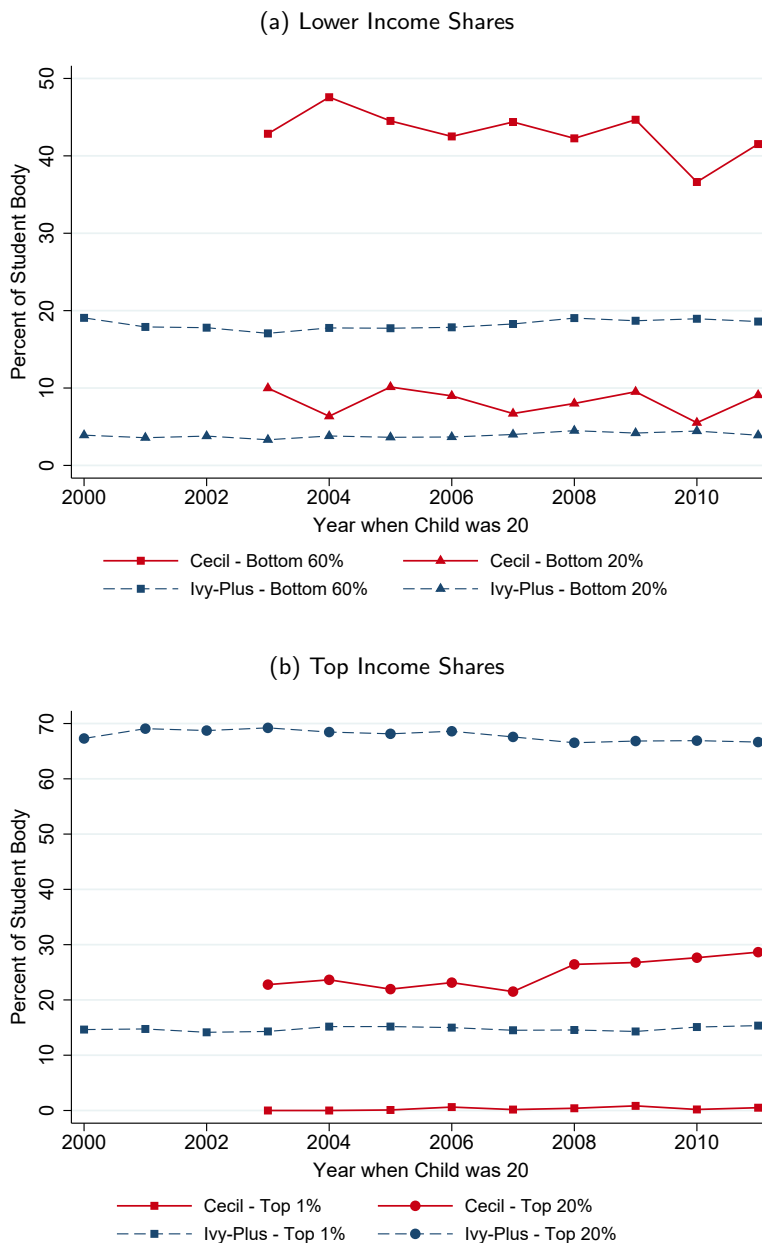 (a) Lower Income Shares
50
40
30
20
10
0
Percent of Student Body
2000 2002 2004 2006 2008 2010
Year when Child was 20
Cecil - Bottom 60% Cecil - Bottom 20%
Ivy-Plus - Bottom 60% Ivy-Plus - Bottom 20%
(b) Top Income Shares
70
60
50
40
30
20
10
0
Percent of Student Body
2000 2002 2004 2006 2008 2010
Year when Child was 20
Cecil - Top 1% Cecil - Top 20%
Ivy-Plus - Top 1% Ivy-Plus - Top 20%